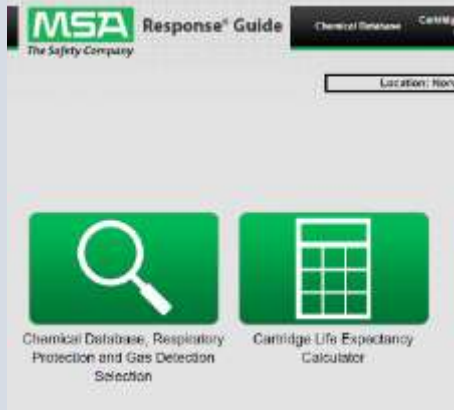 MSA
The Safety Company
Response® Guide
Chemical Database
Location:
Chemical Database, Respiratory
Protection and Gas Detection
Selection
Cartridge Life Expectancy
Calculator